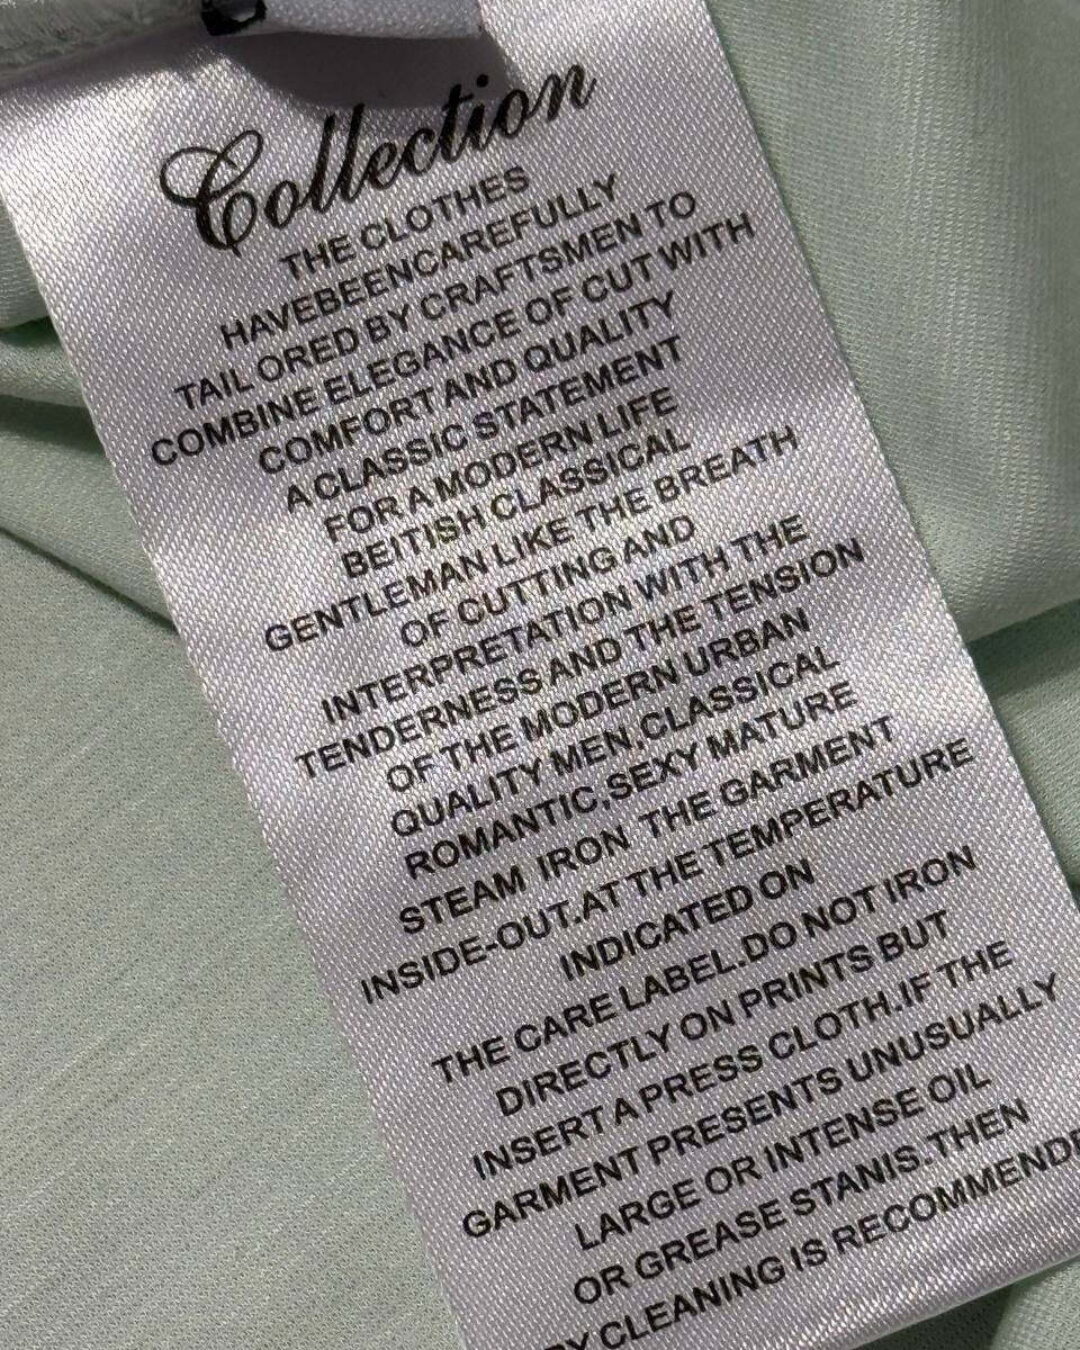 Collection
THE CLOTHES
HAVEBEENCAREFULLY
TAILORED BY CRAFTSMEN TO
COMBINE ELEGANCE OF CUT WITH
COMFORT AND QUALITY
A CLASSIC STATEMENT
FOR A MODERN LIFE
BEITISH CLASSICAL
GENTLEMAN LIKE THE BREATH
OF CUTTING AND
INTERPRETATION WITH THE
TENDERNESS AND THE TENSION
OF THE MODERN URBAN
QUALITY MEN,CLASSICAL
ROMANTIC,SEXY MATURE
STEAM IRON THE GARMENT
INSIDE-OUT.AT THE TEMPERATURE
INDICATED ON
THE CARE LABEL.DO NOT IRON
DIRECTLY ON PRINTS BUT
INSERT A PRESS CLOTH.IF THE
GARMENT PRESENTS UNUSUALLY
LARGE OR INTENSE OIL
OR GREASE STANIS.THEN
CLEANING IS RECOMMENDE